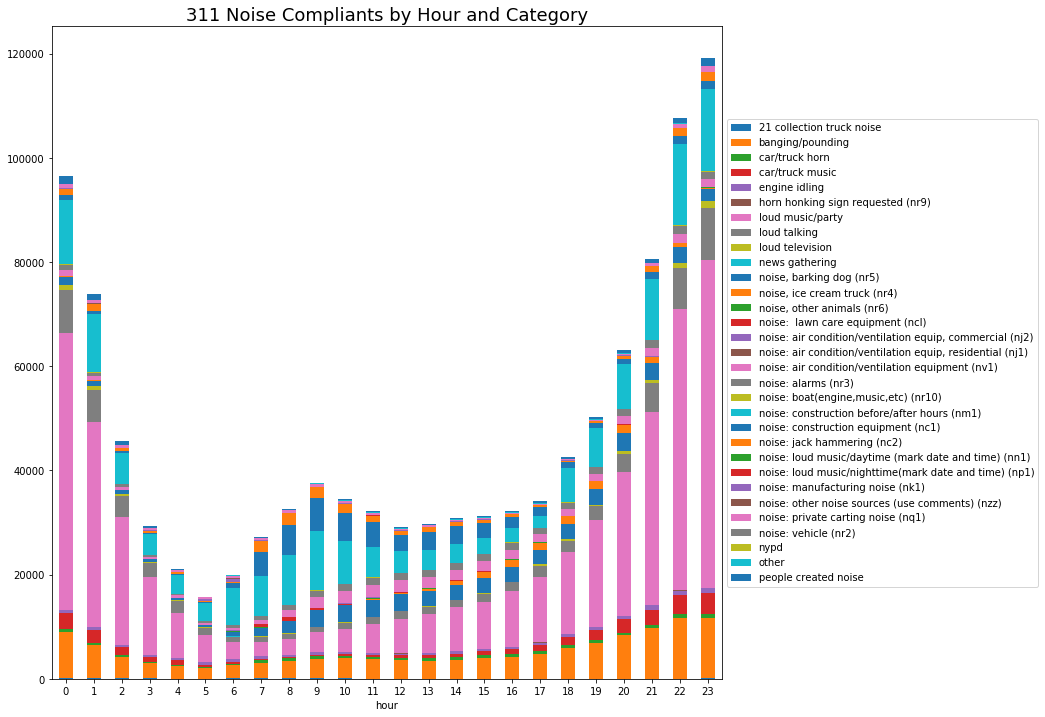 311 Noise Compliants by Hour and Category
120000
100000
80000
60000
40000
20000
0
0 1 2 3 4 5 6 7 8 9 10 11 12 13 14 15 16 17 18 19 20 21 22 23
hour
21 collection truck noise
banging/pounding
car/truck horn
car/truck music
engine idling
horn honking sign requested (nr9)
loud music/party
loud talking
loud television
news gathering
noise, barking dog (nr5)
noise, ice cream truck (nr4)
noise, other animals (nr6)
noise:  lawn care equipment (ncl)
noise: air condition/ventilation equip, commercial (nj2)
noise: air condition/ventilation equip, residential (nj1)
noise: air condition/ventilation equipment (nv1)
noise: alarms (nr3)
noise: boat(engine,music,etc) (nr10)
noise: construction before/after hours (nm1)
noise: construction equipment (nc1)
noise: jack hammering (nc2)
noise: loud music/daytime (mark date and time) (nn1)
noise: loud music/nighttime(mark date and time) (np1)
noise: manufacturing noise (nk1)
noise: other noise sources (use comments) (nzz)
noise: private carting noise (nq1)
noise: vehicle (nr2)
nypd
other
people created noise